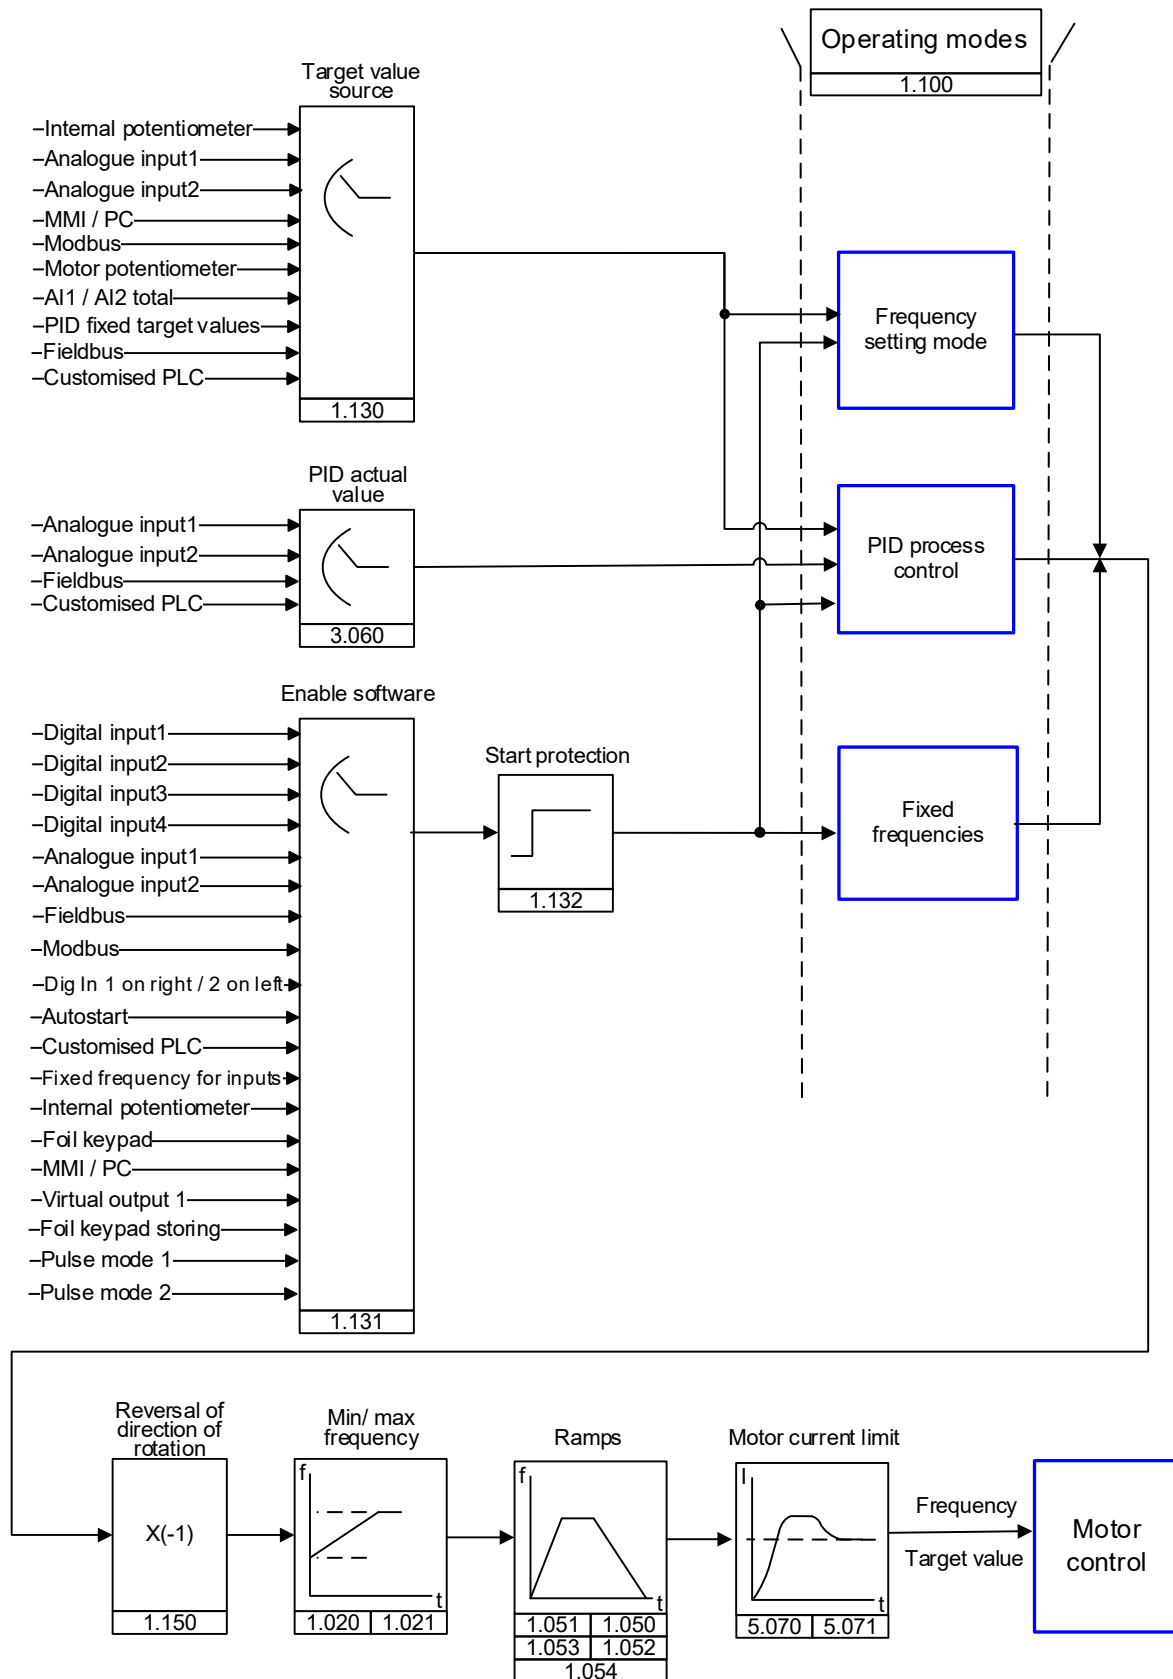 Operating modes
1.100
Target value
source
Internal potentiometer
Analogue input1
Analogue input2
MMI / PC
Modbus
Motor potentiometer
AI1 / AI2 total
PID fixed target values
Fieldbus
Customised PLC
1.130
Frequency
setting mode
PID actual
value
Analogue input1
Analogue input2
Fieldbus
Customised PLC
3.060
PID process
control
Enable software
Digital input1
Digital input2
Digital input3
Digital input4
Analogue input1
Analogue input2
Fieldbus
Modbus
Dig In 1 on right / 2 on left
Autostart
Customised PLC
Fixed frequency for inputs
Internal potentiometer
Foil keypad
MMI / PC
Virtual output 1
Foil keypad storing
Pulse mode 1
Pulse mode 2
1.131
Start protection
1.132
Fixed
frequencies
Reversal of
direction of
rotation
X(-1)
1.150
Min/ max
frequency
f
t
1.020 1.021
Ramps
f
t
1.051 1.050
1.053 1.052
1.054
Motor current limit
I
t
5.070 5.071
Frequency
Target value
Motor
control